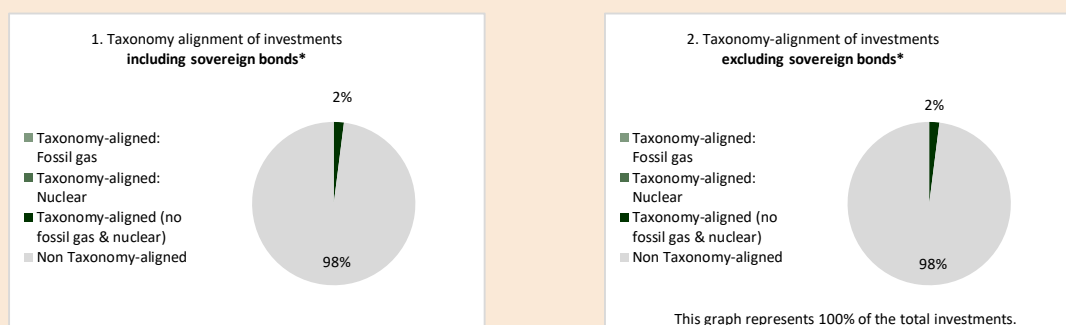 1. Taxonomy alignment of investments
including sovereign bonds*
2%
Taxonomy-aligned:
Fossil gas
Taxonomy-aligned:
Nuclear
Taxonomy-aligned (no
fossil gas & nuclear)
Non Taxonomy-aligned
98%
2. Taxonomy-alignment of investments
excluding sovereign bonds*
2%
Taxonomy-aligned:
Fossil gas
Taxonomy-aligned:
Nuclear
Taxonomy-aligned (no
fossil gas & nuclear)
Non Taxonomy-aligned
98%
This graph represents 100% of the total investments.